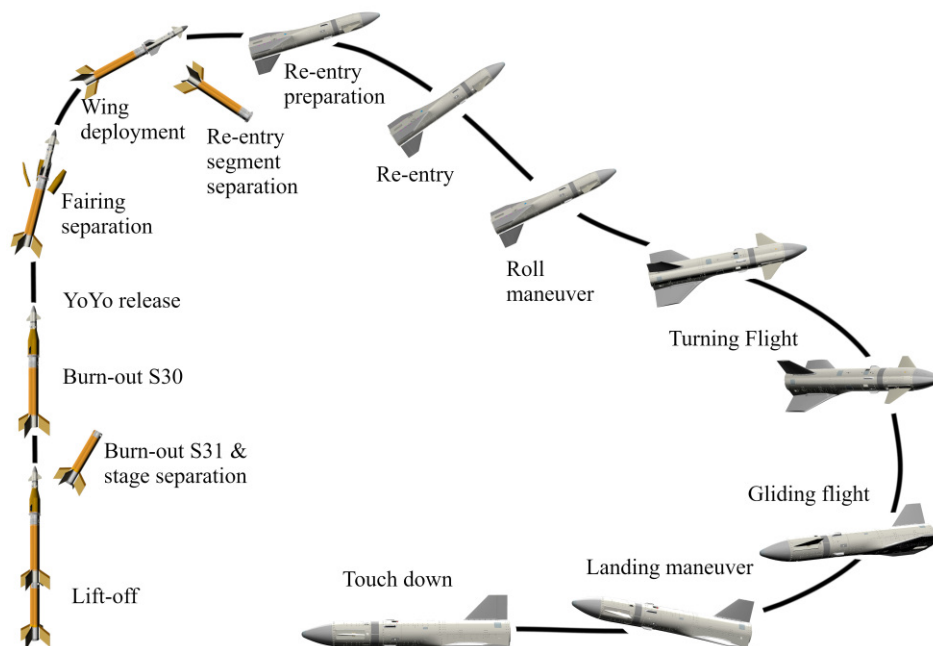 Lift-off
Burn-out S31 &
stage separation
Burn-out S30
YoYo release
Fairing
separation
Wing
deployment
Re-entry
segment
separation
Re-entry
preparation
Re-entry
Roll
maneuver
Turning Flight
Gliding flight
Landing maneuver
Touch down